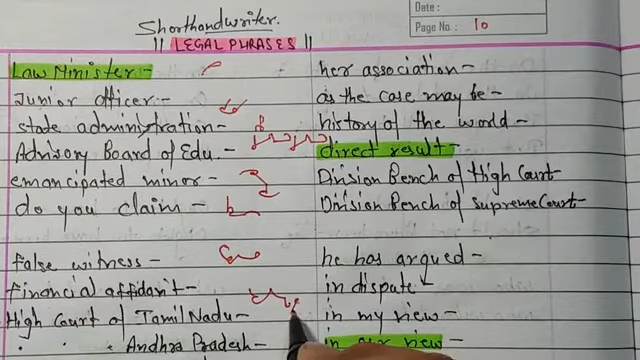 Shorthandwriter.
Date :
Page No. : 10
|| LEGAL PHRASES ||
Law Minister -
Junior officer. -
state administration -
Advisory Board of Edu. -
emancipated minor -
do you claim -
false witness -
financial affidavit -
High Court of Tamil Nadu -
" " " Andhra Pradesh -
her association -
as the case may be -
history of the world -
direct result -
Division Bench of High Court -
Division Bench of Supreme Court -
he has argued -
in dispute -
in my view -
in our view -